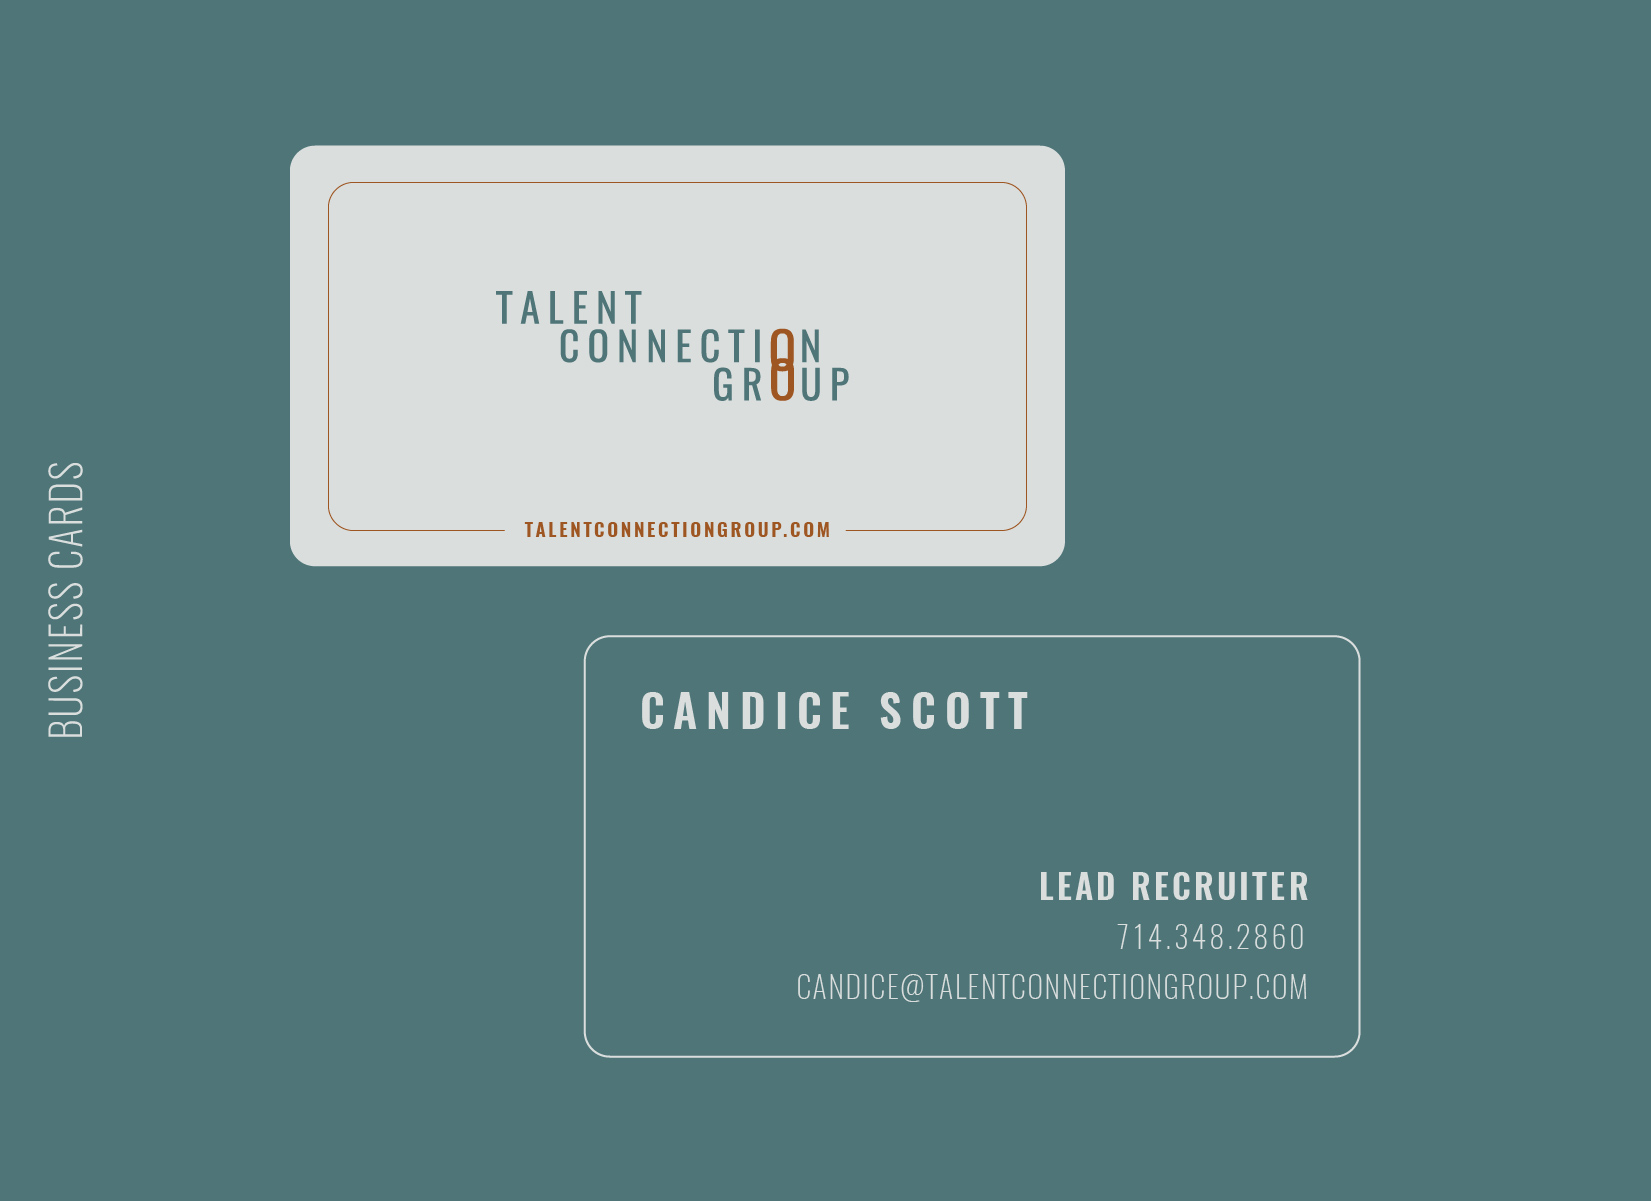 BUSINESS CARDS
TALENT
CONNECTION
GROUP
TALENTCONNECTIONGROUP.COM
CANDICE SCOTT
LEAD RECRUITER
714.348.2860
CANDICE@TALENTCONNECTIONGROUP.COM